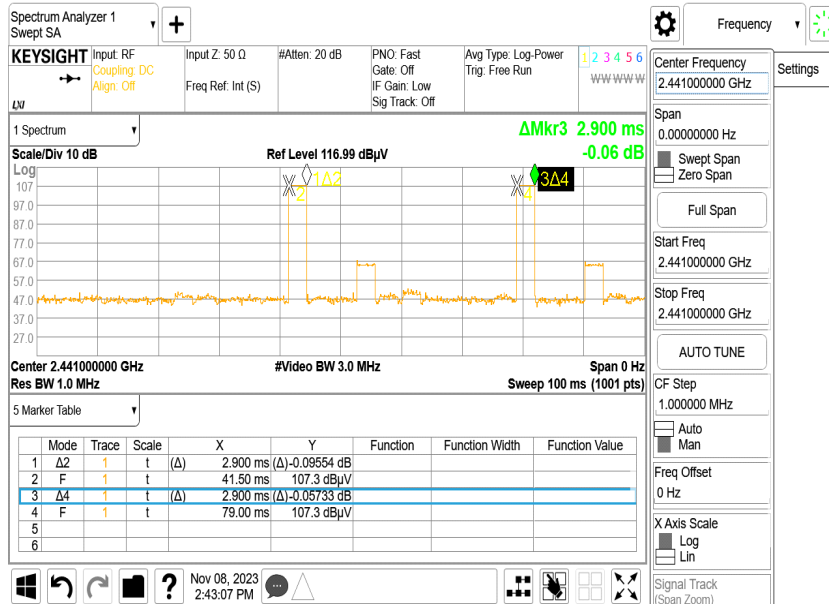 Spectrum Analyzer 1
Swept SA
Frequency
KEYSIGHT Input: RF Input Z: 50 Ω #Atten: 20 dB PNO: Fast Avg Type: Log-Power 1 2 3 4 5 6
Coupling: DC Gate: Off Trig: Free Run
Align: Off Freq Ref: Int (S) IF Gain: Low W W W W W W
LXI Sig Track: Off
1 Spectrum
ΔMkr3 2.900 ms
Scale/Div 10 dB Ref Level 116.99 dBµV -0.06 dB
Log
1Δ2 3Δ4
107
2 4
97.0
87.0
77.0
67.0
57.0
47.0
37.0
27.0
Center 2.441000000 GHz #Video BW 3.0 MHz Span 0 Hz
Res BW 1.0 MHz Sweep 100 ms (1001 pts)
5 Marker Table
Mode Trace Scale X Y Function Function Width Function Value
1 Δ2 1 t (Δ) 2.900 ms (Δ) -0.09554 dB
2 F 1 t 41.50 ms 107.3 dBµV
3 Δ4 1 t (Δ) 2.900 ms (Δ) -0.05733 dB
4 F 1 t 79.00 ms 107.3 dBµV
5
6
Nov 08, 2023
2:43:07 PM
Center Frequency
2.441000000 GHz
Settings
Span
0.00000000 Hz
Swept Span
Zero Span
Full Span
Start Freq
2.441000000 GHz
Stop Freq
2.441000000 GHz
AUTO TUNE
CF Step
1.000000 MHz
Auto
Man
Freq Offset
0 Hz
X Axis Scale
Log
Lin
Signal Track
(Span Zoom)